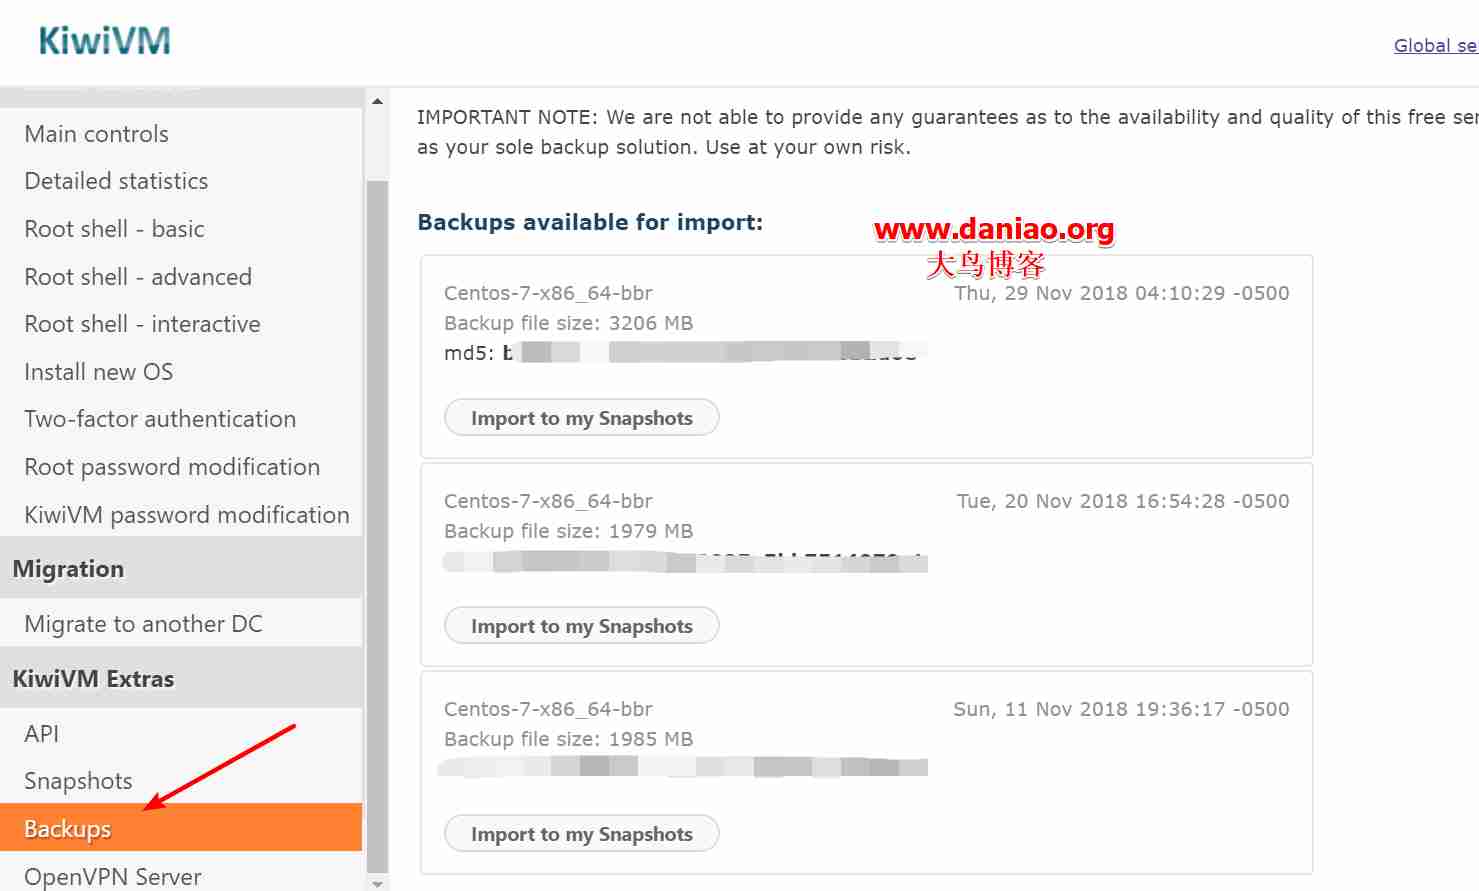 KiwiVM
Global se
Main controls
Detailed statistics
Root shell - basic
Root shell - advanced
Root shell - interactive
Install new OS
Two-factor authentication
Root password modification
KiwiVM password modification
Migration
Migrate to another DC
KiwiVM Extras
API
Snapshots
Backups
OpenVPN Server
IMPORTANT NOTE: We are not able to provide any guarantees as to the availability and quality of this free ser
as your sole backup solution. Use at your own risk.
Backups available for import:
www.daniao.org
大鸟博客
Centos-7-x86_64-bbr
Thu, 29 Nov 2018 04:10:29 -0500
Backup file size: 3206 MB
md5:
Import to my Snapshots
Centos-7-x86_64-bbr
Tue, 20 Nov 2018 16:54:28 -0500
Backup file size: 1979 MB
Import to my Snapshots
Centos-7-x86_64-bbr
Sun, 11 Nov 2018 19:36:17 -0500
Backup file size: 1985 MB
Import to my Snapshots